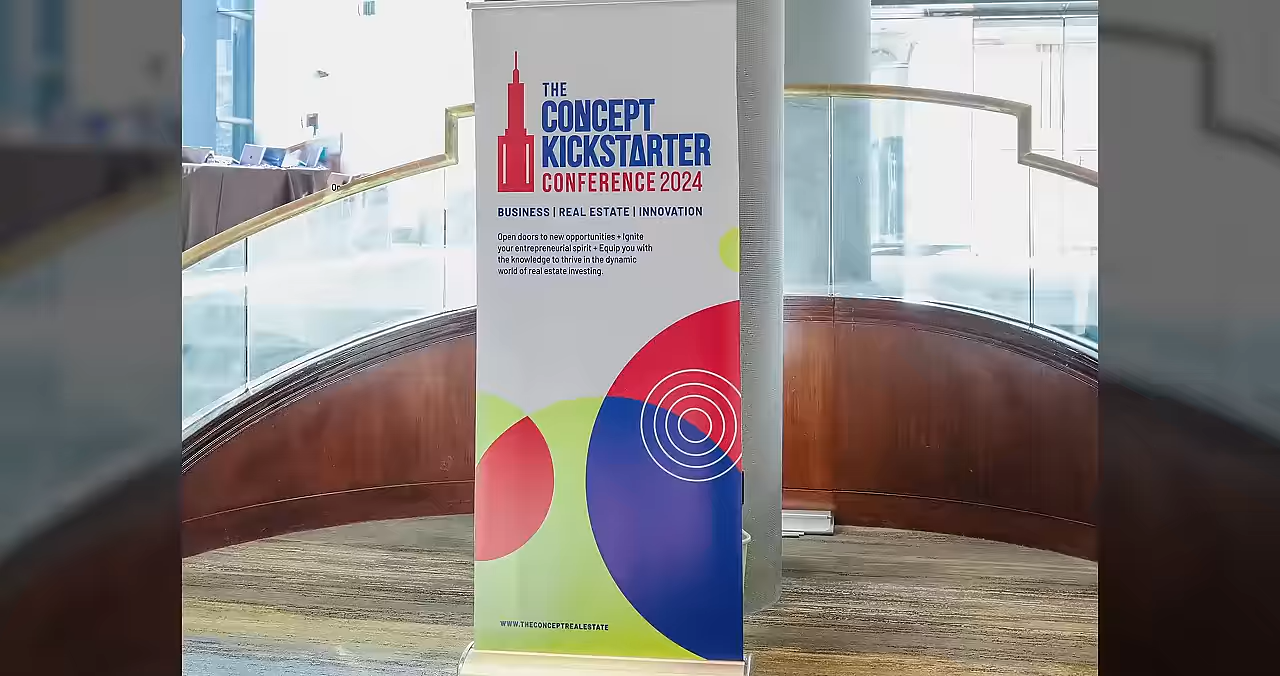 THE
CONCEPT
KICKSTARTER
CONFERENCE 2024
BUSINESS | REAL ESTATE | INNOVATION
Open doors to new opportunities + Ignite
your entrepreneurial spirit + Equip you with
the knowledge to thrive in the dynamic
world of real estate investing.
WWW.THECONCEPTREALESTATE